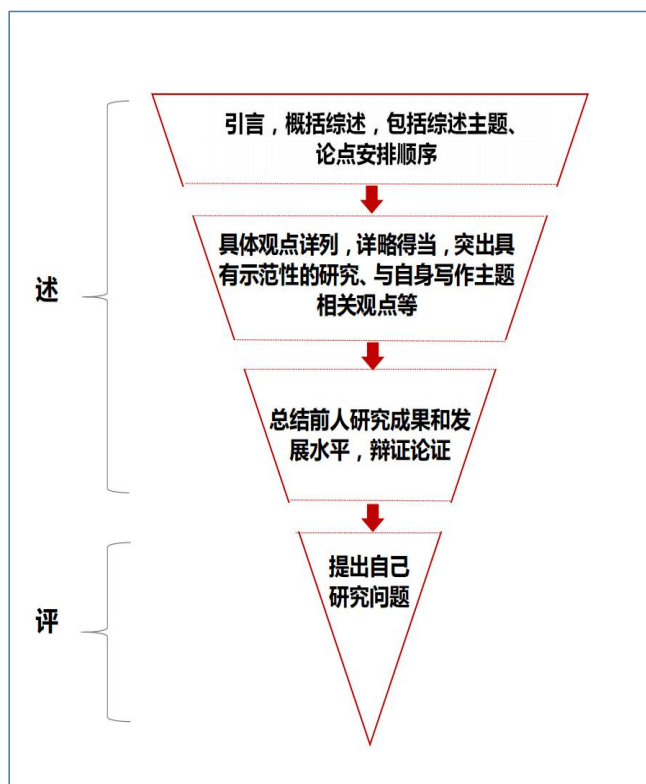 引言，概括综述，包括综述主题、
论点安排顺序
具体观点详列，详略得当，突出具
有示范性的研究、与自身写作主题
相关观点等
述
总结前人研究成果和发
展水平，辩证论证
提出自己
研究问题
评